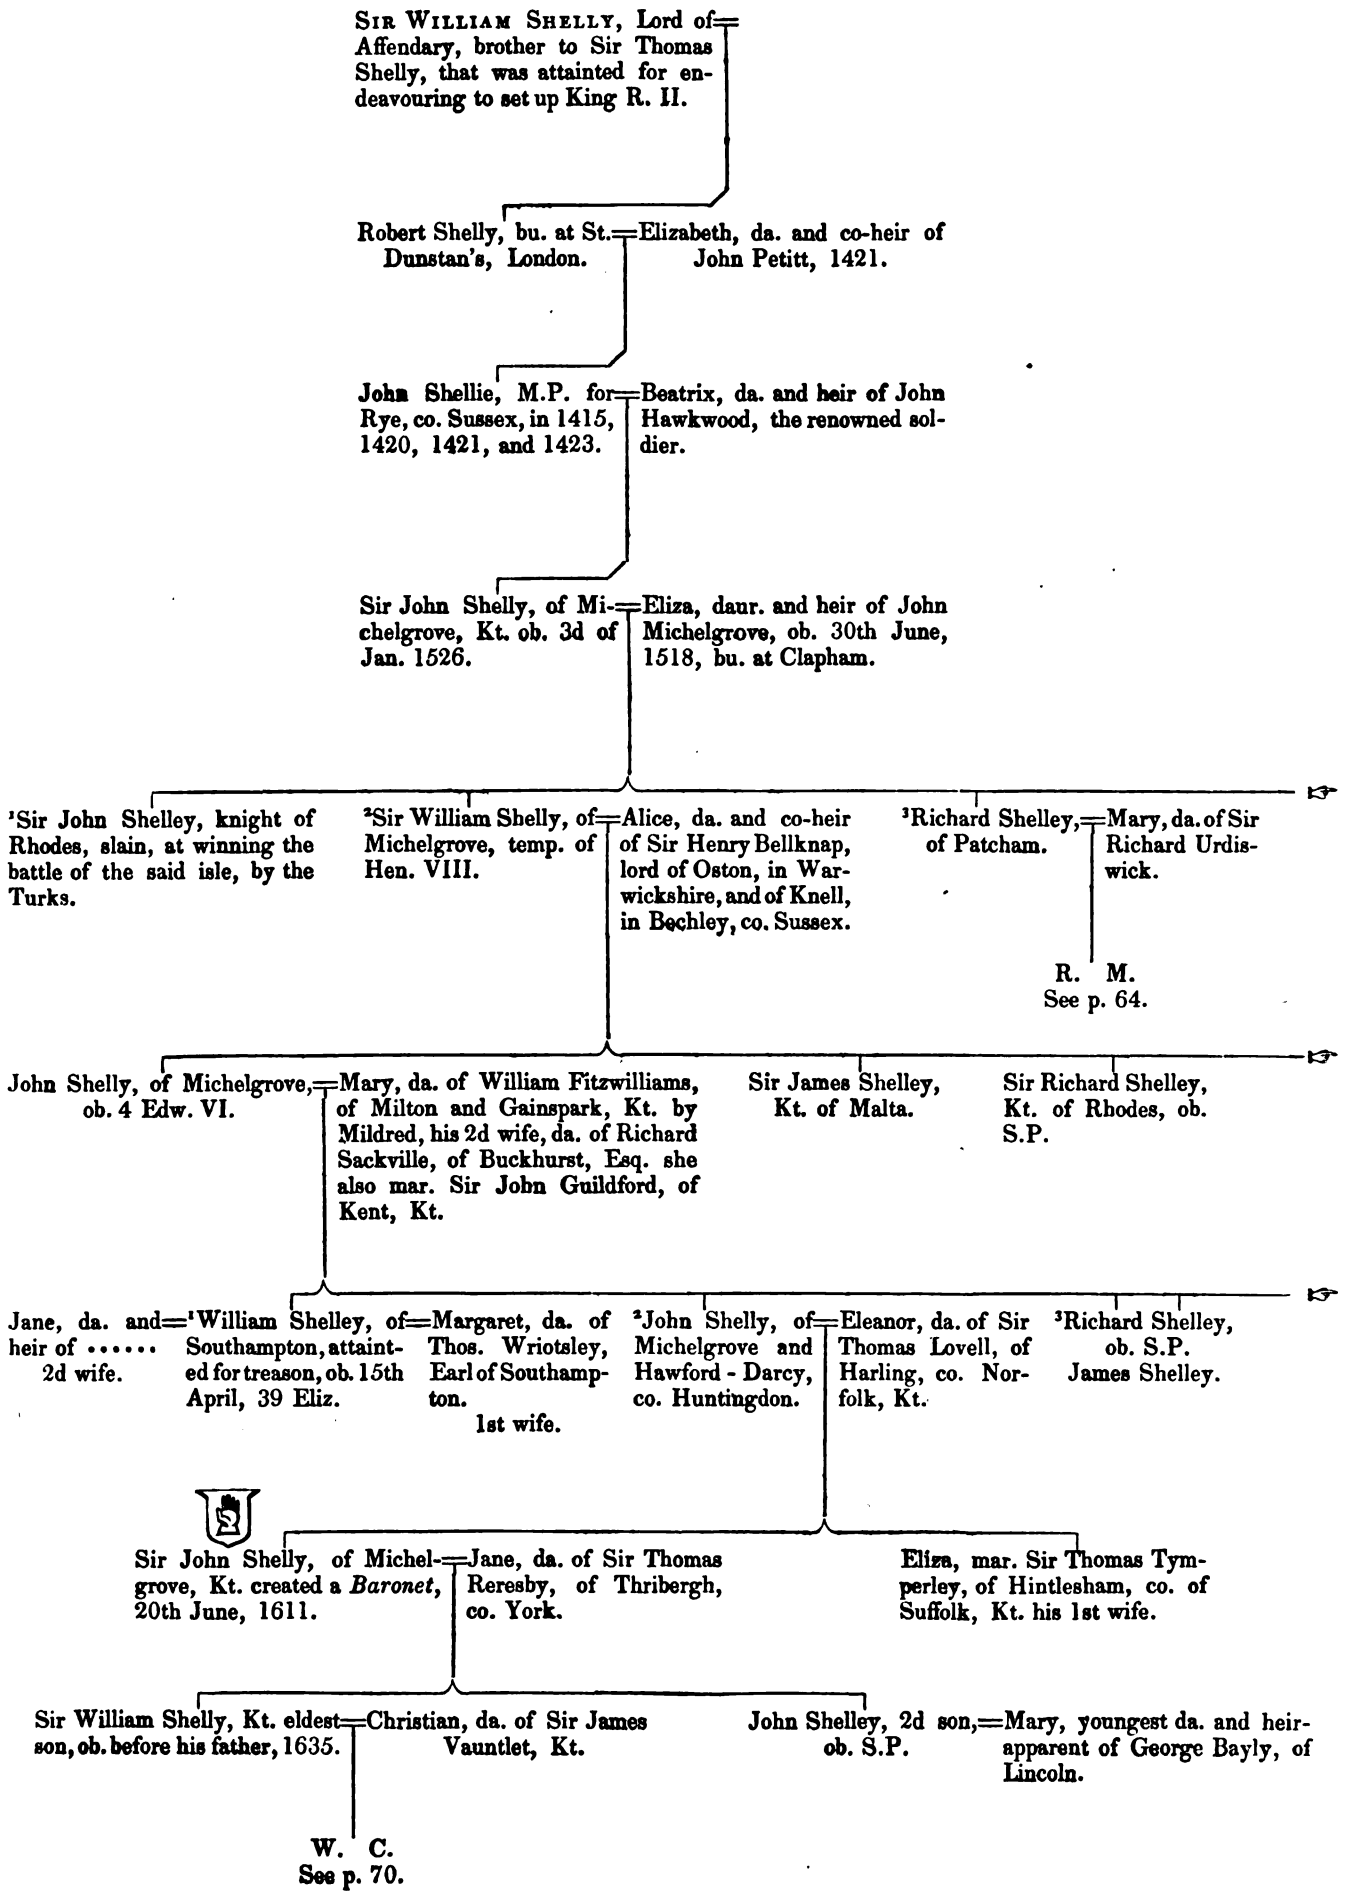 SIR WILLIAM SHELLY, Lord of=
Affendary, brother to Sir Thomas
Shelly, that was attainted for en-
deavouring to set up King R. II.
Robert Shelly, bu. at St.=Elizabeth, da. and co-heir of
Dunstan's, London.
John Petitt, 1421.
John Shellie, M.P. for=Beatrix, da. and heir of John
Rye, co. Sussex, in 1415,
1420, 1421, and 1423.
Hawkwood, the renowned sol-
dier.
Sir John Shelly, of Mi-=Eliza, daur. and heir of John
chelgrove, Kt. ob. 3d of
Jan. 1526.
Michelgrove, ob. 30th June,
1518, bu. at Clapham.
¹Sir John Shelley, knight of
Rhodes, slain, at winning the
battle of the said isle, by the
Turks.
²Sir William Shelly, of=
Michelgrove, temp. of
Hen. VIII.
Alice, da. and co-heir
of Sir Henry Bellknap,
lord of Oston, in War-
wickshire, and of Knell,
in Bechley, co. Sussex.
³Richard Shelley,=
of Patcham.
Mary, da. of Sir
Richard Urdis-
wick.
R. M.
See p. 64.
John Shelly, of Michelgrove,=
ob. 4 Edw. VI.
Mary, da. of William Fitzwilliams,
of Milton and Gainspark, Kt. by
Mildred, his 2d wife, da. of Richard
Sackville, of Buckhurst, Esq. she
also mar. Sir John Guildford, of
Kent, Kt.
Sir James Shelley,
Kt. of Malta.
Sir Richard Shelley,
Kt. of Rhodes, ob.
S.P.
Jane, da. and=
heir of ......
2d wife.
¹William Shelley, of=
Southampton, attaint-
ed for treason, ob. 15th
April, 39 Eliz.
Margaret, da. of
Thos. Wriotsley,
Earl of Southamp-
ton.
1st wife.
²John Shelly, of=
Michelgrove and
Hawford - Darcy,
co. Huntingdon.
Eleanor, da. of Sir
Thomas Lovell, of
Harling, co. Nor-
folk, Kt.
³Richard Shelley,
ob. S.P.
James Shelley.
Sir John Shelly, of Michel-=
grove, Kt. created a Baronet,
20th June, 1611.
Jane, da. of Sir Thomas
Reresby, of Thribergh,
co. York.
Eliza, mar. Sir Thomas Tym-
perley, of Hintlesham, co. of
Suffolk, Kt. his 1st wife.
Sir William Shelly, Kt. eldest=
son, ob. before his father, 1635.
Christian, da. of Sir James
Vauntlet, Kt.
John Shelley, 2d son,=
ob. S.P.
Mary, youngest da. and heir-
apparent of George Bayly, of
Lincoln.
W. C.
See p. 70.